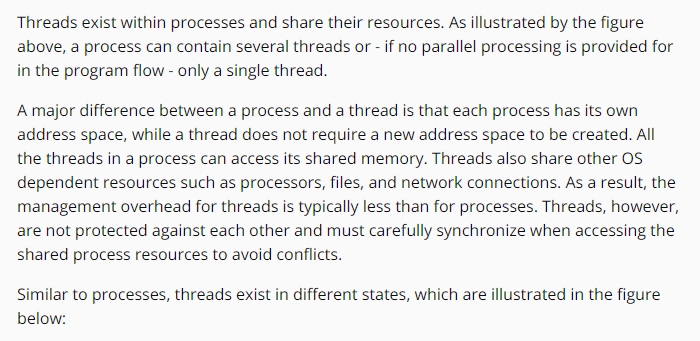 Threads exist within processes and share their resources. As illustrated by the figure
above, a process can contain several threads or - if no parallel processing is provided for
in the program flow - only a single thread.
A major difference between a process and a thread is that each process has its own
address space, while a thread does not require a new address space to be created. All
the threads in a process can access its shared memory. Threads also share other OS
dependent resources such as processors, files, and network connections. As a result, the
management overhead for threads is typically less than for processes. Threads, however,
are not protected against each other and must carefully synchronize when accessing the
shared process resources to avoid conflicts.
Similar to processes, threads exist in different states, which are illustrated in the figure
below: